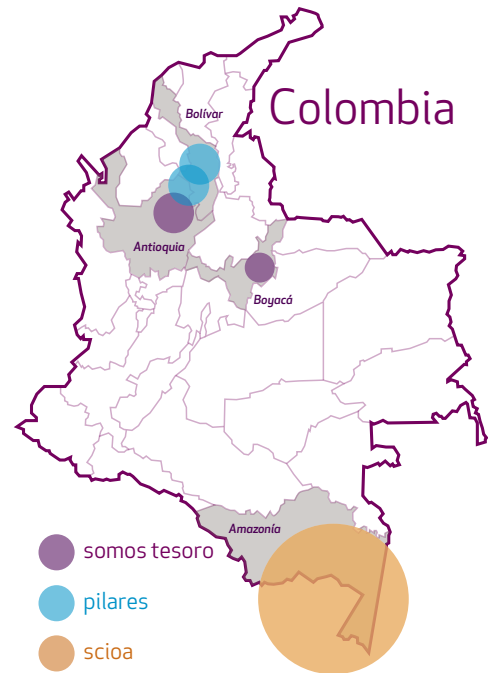 Bolívar
Colombia
Antioquia
Boyacá
Amazonía
somos tesoro
pilares
scioa